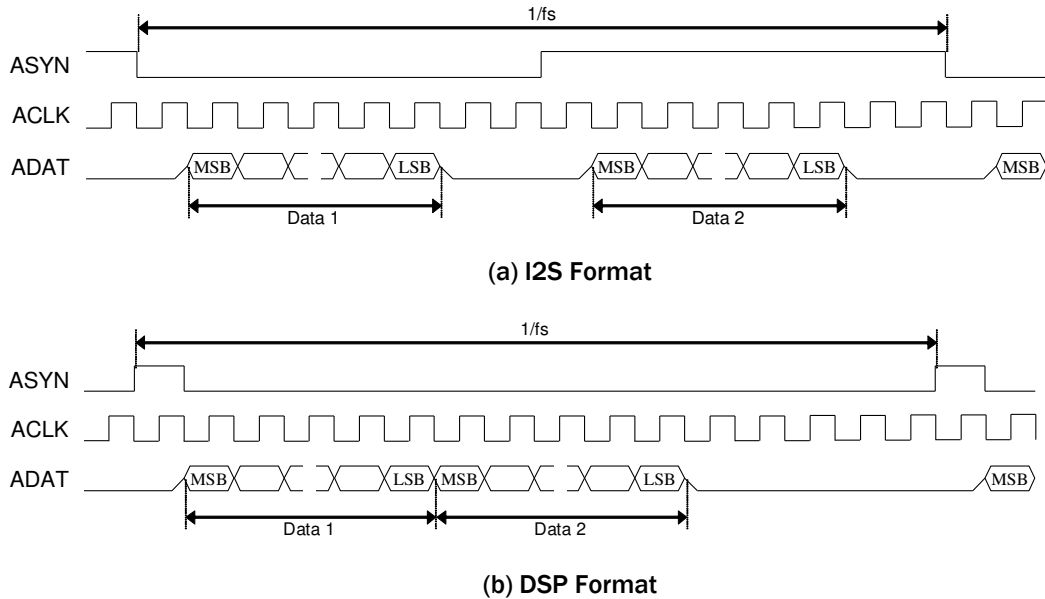 1/fs
ASYN
ACLK
ADAT MSB LSB MSB LSB MSB
Data 1 Data 2
(a) I2S Format
1/fs
ASYN
ACLK
ADAT MSB LSB MSB LSB MSB
Data 1 Data 2
(b) DSP Format